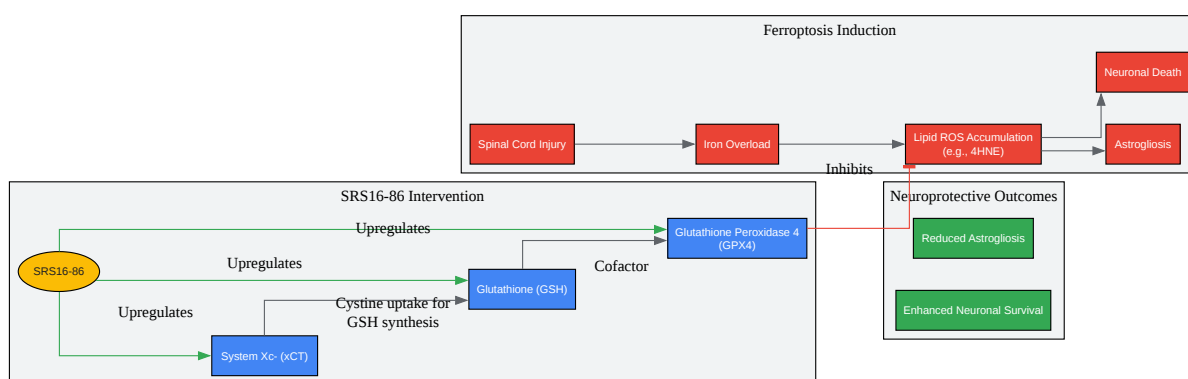 Ferroptosis Induction
Neuronal Death
Spinal Cord Injury
Iron Overload
Lipid ROS Accumulation
(e.g., 4HNE)
Astrogliosis
Inhibits
SRS16-86 Intervention
Neuroprotective Outcomes
Upregulates
Glutathione Peroxidase 4
(GPX4)
Reduced Astrogliosis
SRS16-86
Upregulates
Cofactor
Glutathione (GSH)
Upregulates
Cystine uptake for
GSH synthesis
Enhanced Neuronal Survival
System Xc- (xCT)